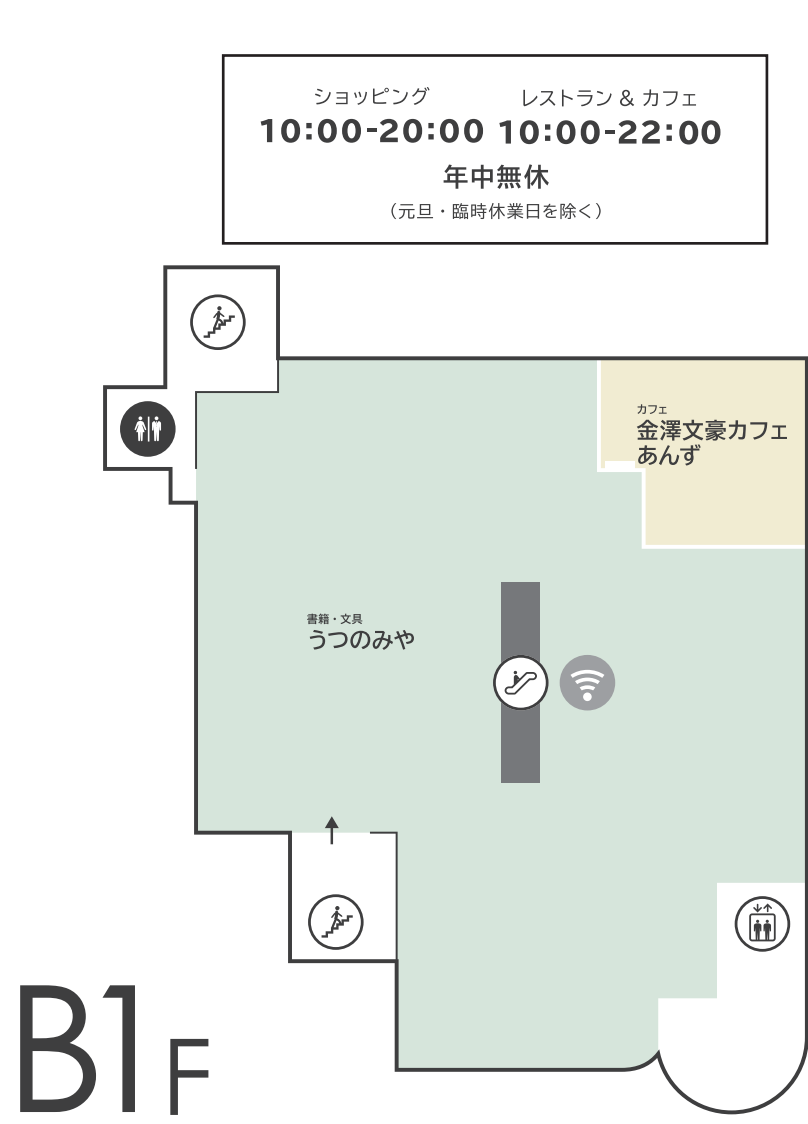 ショッピング
レストラン & カフェ
10:00-20:00
10:00-22:00
年中無休
（元旦・臨時休業日を除く）
カフェ
金澤文豪カフェ
あんず
書籍・文具
うつのみや
B1F